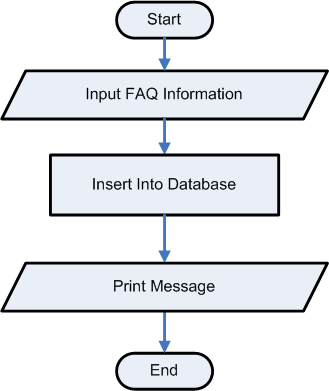 Start
Input FAQ Information
Insert Into Database
Print Message
End